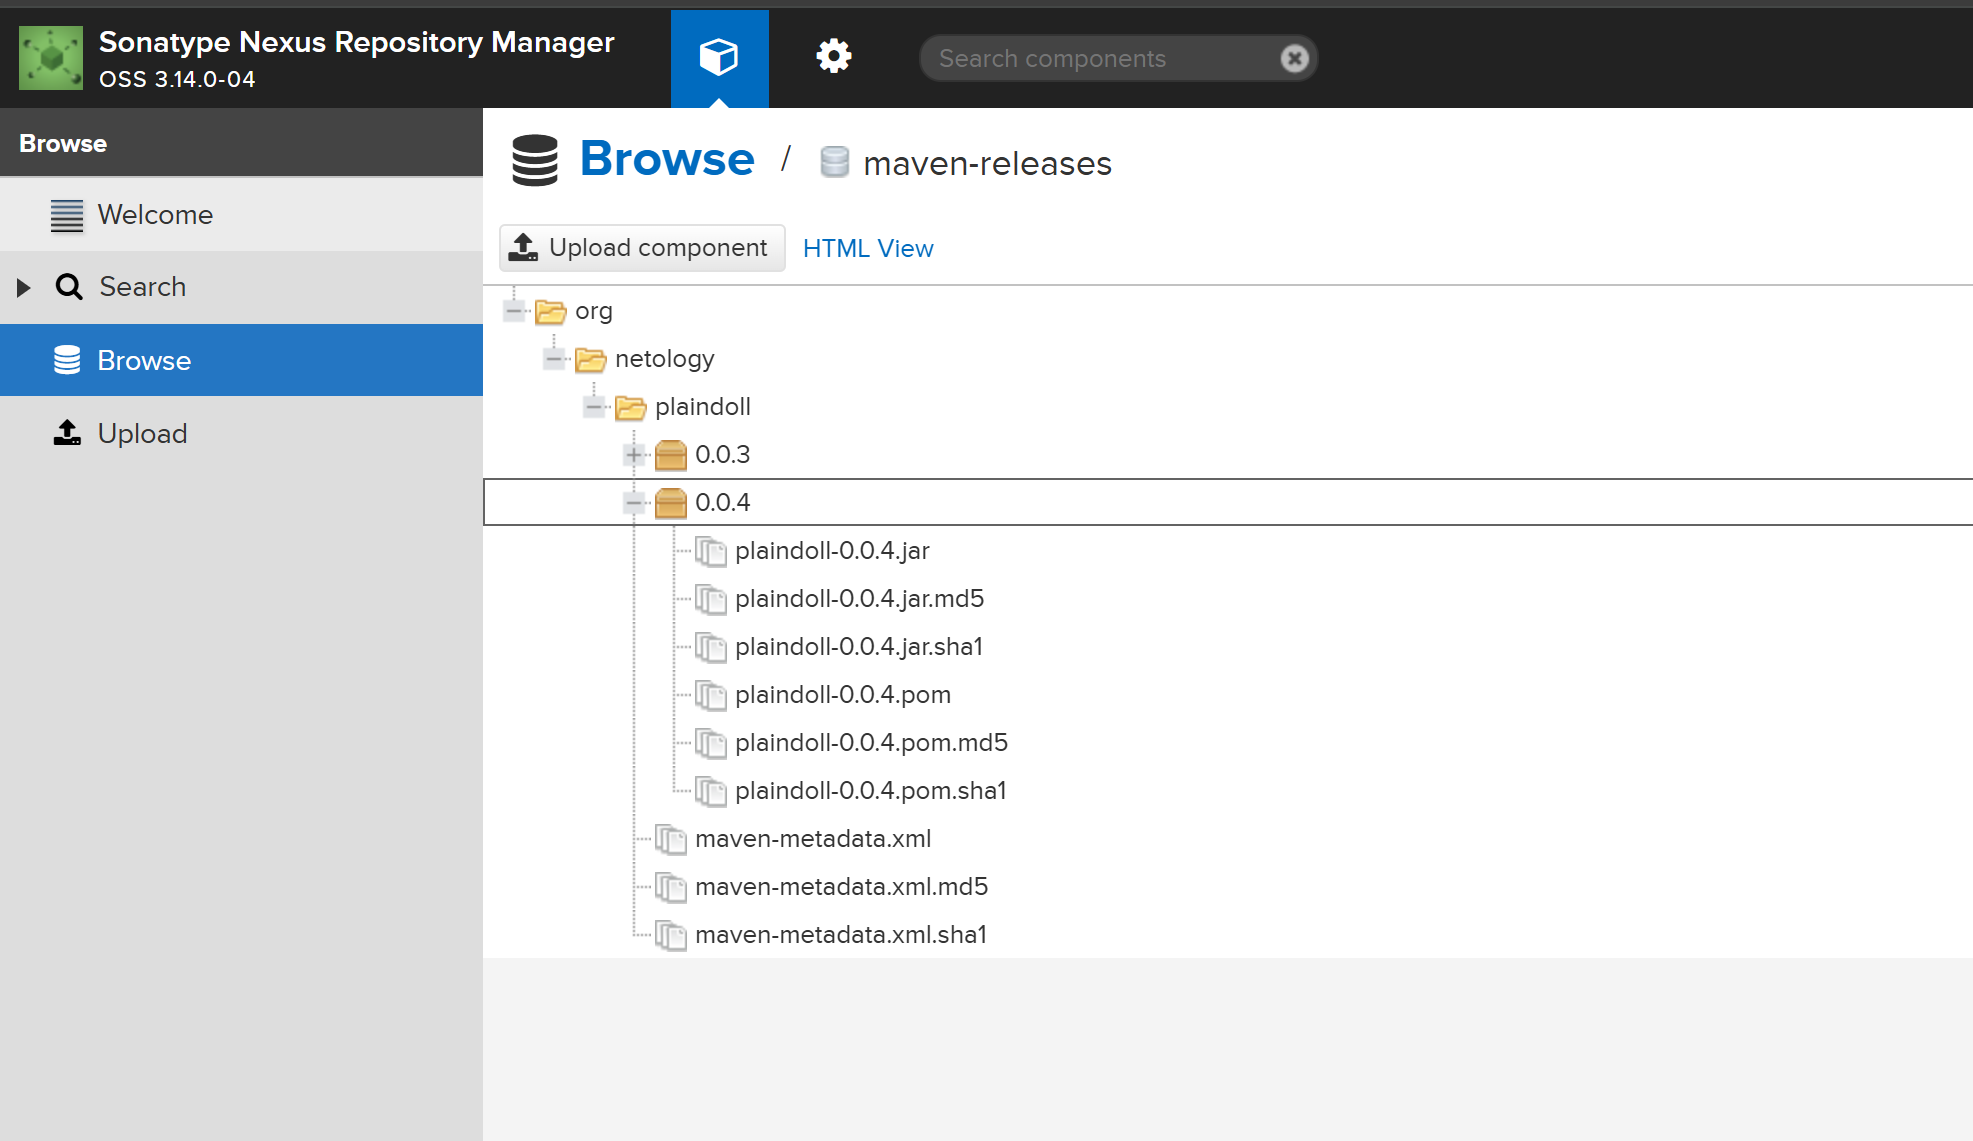 Sonatype Nexus Repository Manager
OSS 3.14.0-04
Search components
Browse
Welcome
Search
Browse
Upload
Browse / maven-releases
Upload component HTML View
org
netology
plaindoll
0.0.3
0.0.4
plaindoll-0.0.4.jar
plaindoll-0.0.4.jar.md5
plaindoll-0.0.4.jar.sha1
plaindoll-0.0.4.pom
plaindoll-0.0.4.pom.md5
plaindoll-0.0.4.pom.sha1
maven-metadata.xml
maven-metadata.xml.md5
maven-metadata.xml.sha1